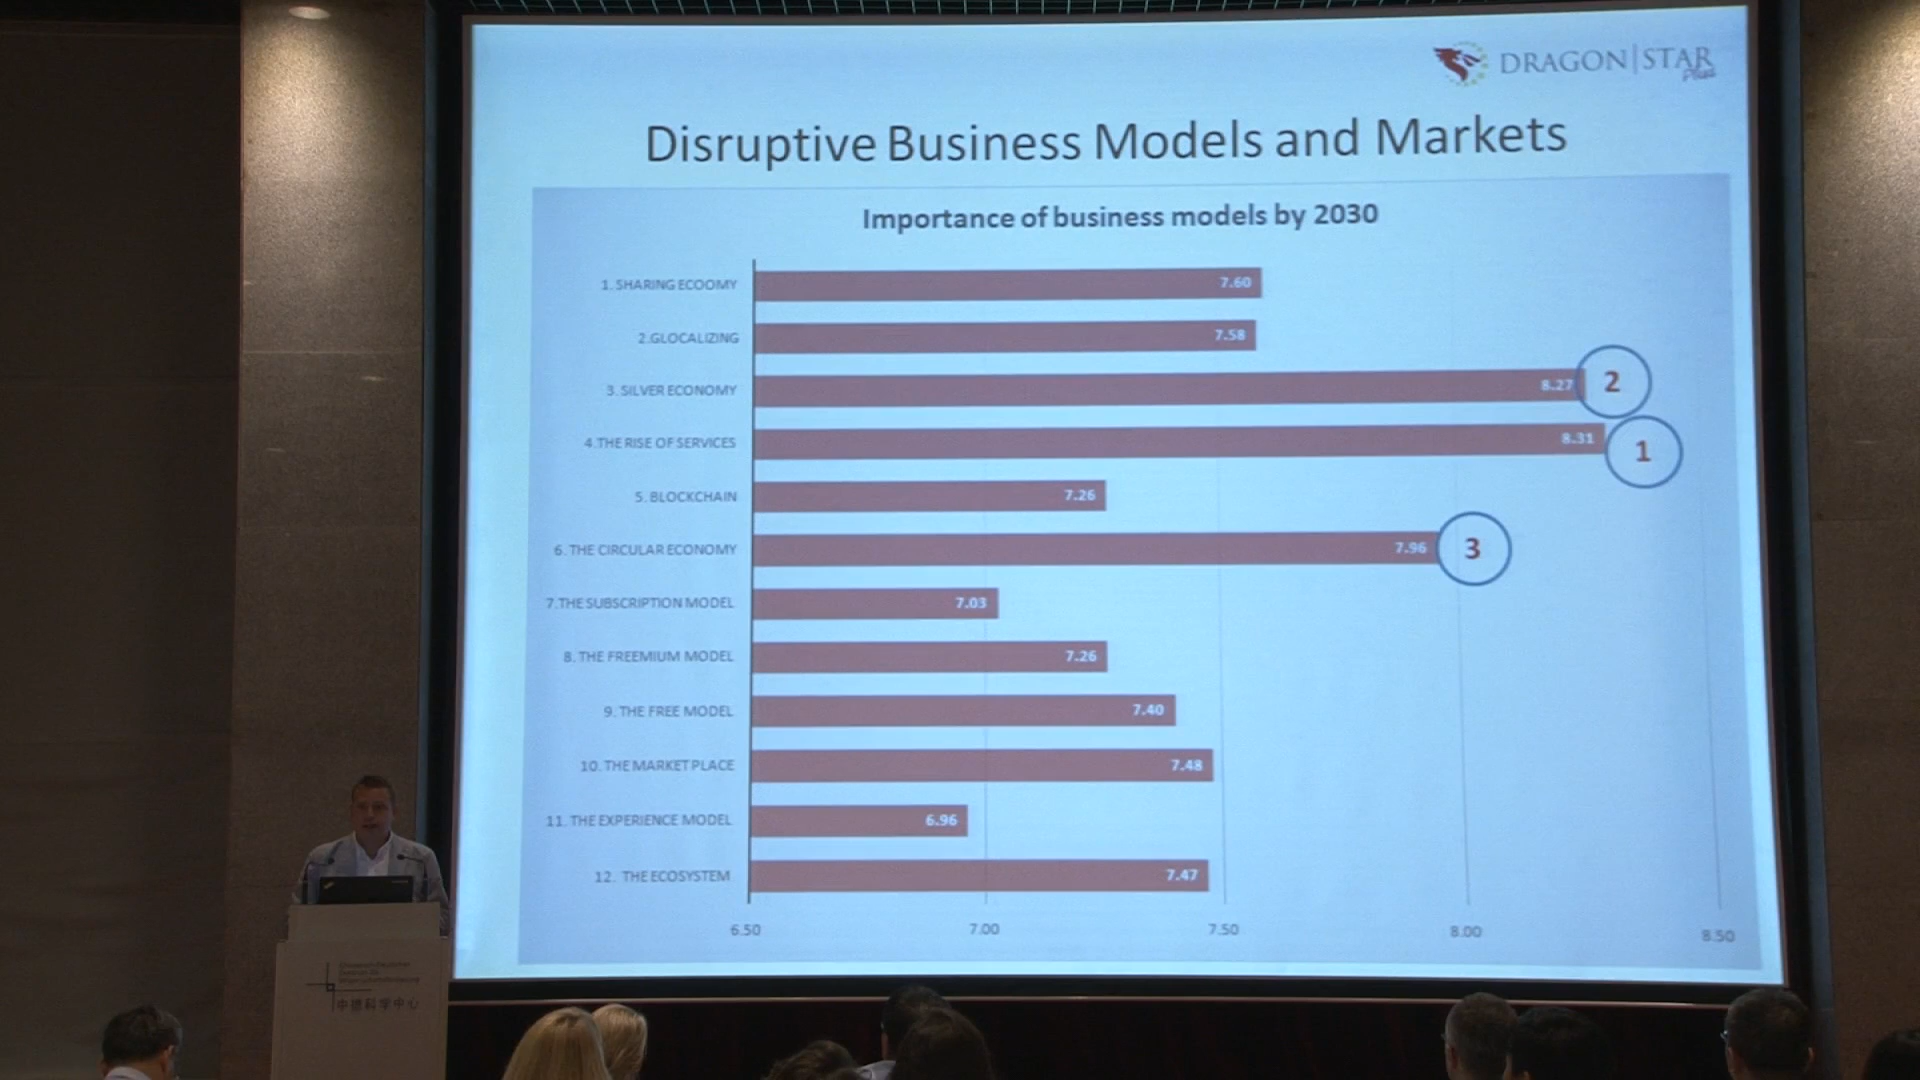 DRAGON|STAR
Plus
Disruptive Business Models and Markets
Importance of business models by 2030
1. SHARING ECOOMY 7.60
2.GLOCALIZING 7.58
3. SILVER ECONOMY 8.27 2
4.THE RISE OF SERVICES 8.31 1
5. BLOCKCHAIN 7.26
6. THE CIRCULAR ECONOMY 7.96 3
7.THE SUBSCRIPTION MODEL 7.03
8. THE FREEMIUM MODEL 7.26
9. THE FREE MODEL 7.40
10. THE MARKET PLACE 7.48
11. THE EXPERIENCE MODEL 6.96
12. THE ECOSYSTEM 7.47
6.50 7.00 7.50 8.00 8.50
中德科学中心